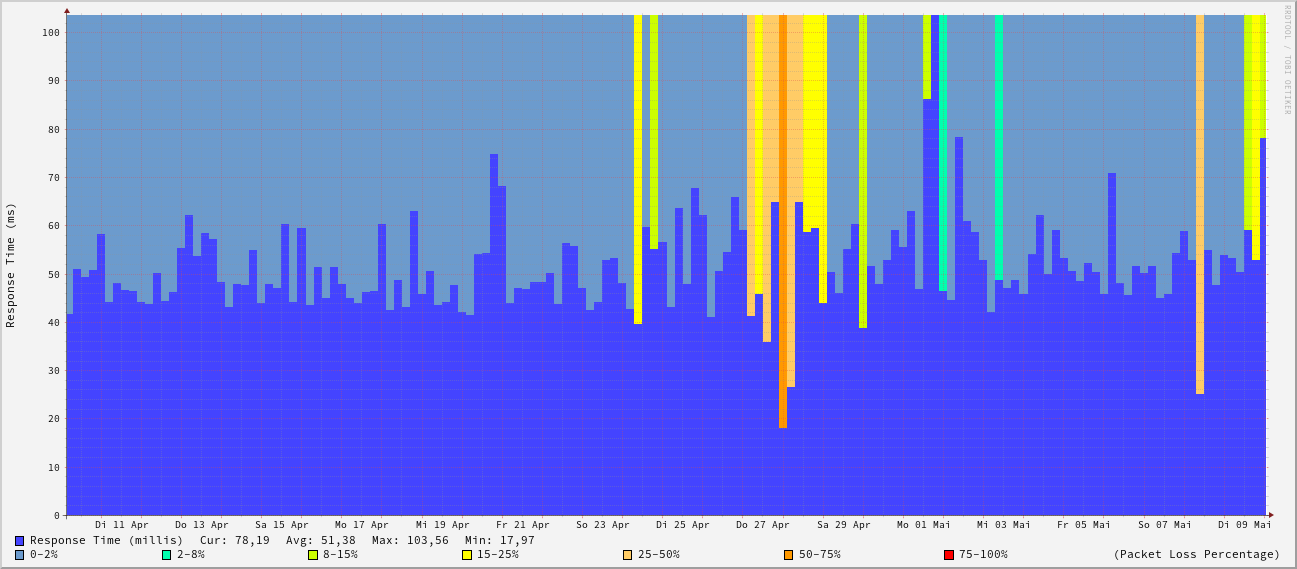 RRDTOOL / TOBI OETIKER
Response Time (ms)
100
90
80
70
60
50
40
30
20
10
0
Di 11 Apr Do 13 Apr Sa 15 Apr Mo 17 Apr Mi 19 Apr Fr 21 Apr So 23 Apr Di 25 Apr Do 27 Apr Sa 29 Apr Mo 01 Mai Mi 03 Mai Fr 05 Mai So 07 Mai Di 09 Mai
Response Time (millis) Cur: 78,19 Avg: 51,38 Max: 103,56 Min: 17,97
0-2% 2-8% 8-15% 15-25% 25-50% 50-75% 75-100% (Packet Loss Percentage)